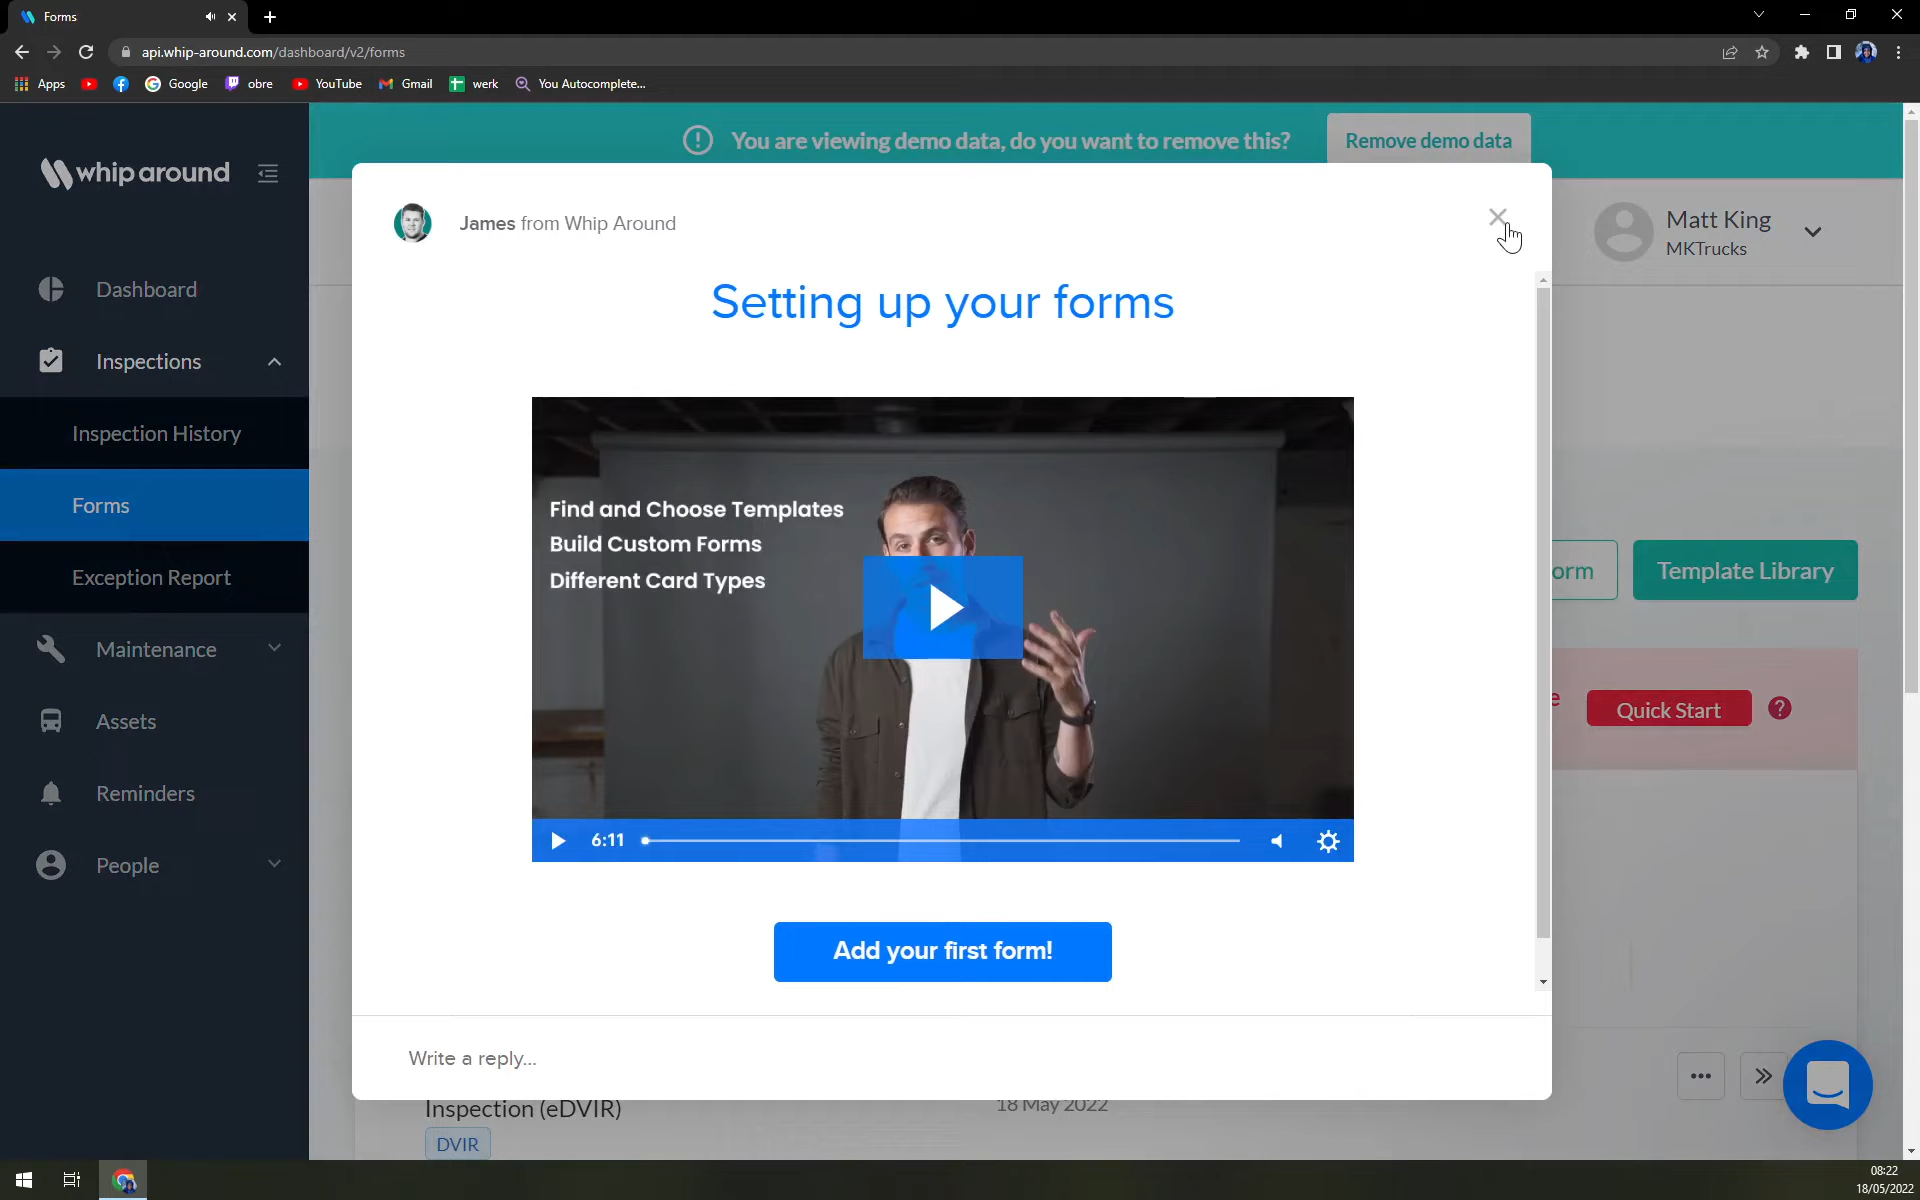 Forms
api.whip-around.com/dashboard/v2/forms
Apps
Google
obre
YouTube
Gmail
werk
You Autocomplete...
whip around
You are viewing demo data, do you want to remove this?
Remove demo data
James from Whip Around
Matt King
MKTrucks
Setting up your forms
Dashboard
Inspections
Inspection History
Forms
Exception Report
Maintenance
Assets
Reminders
People
Find and Choose Templates
Build Custom Forms
Different Card Types
orm
Template Library
e
Quick Start
?
6:11
Add your first form!
Write a reply...
Inspection (eDVIR)
18 May 2022
DVIR
08:22
18/05/2022